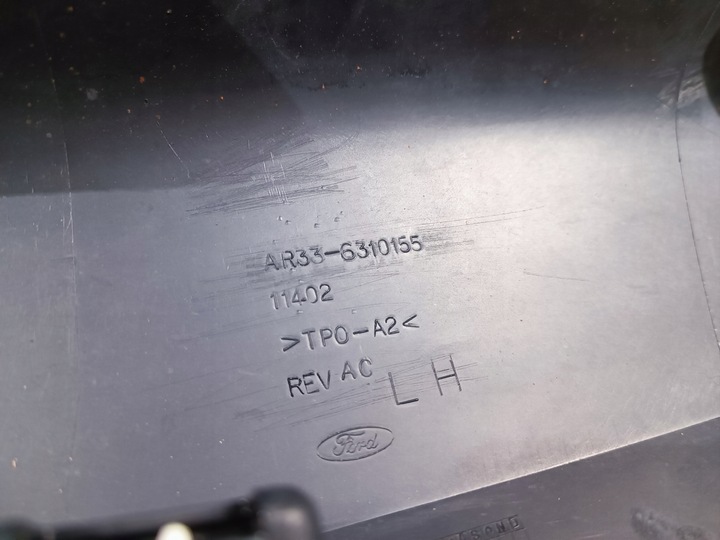 AR33-6310155
11402
>TPO-A2<
REV AC
LH
Ford